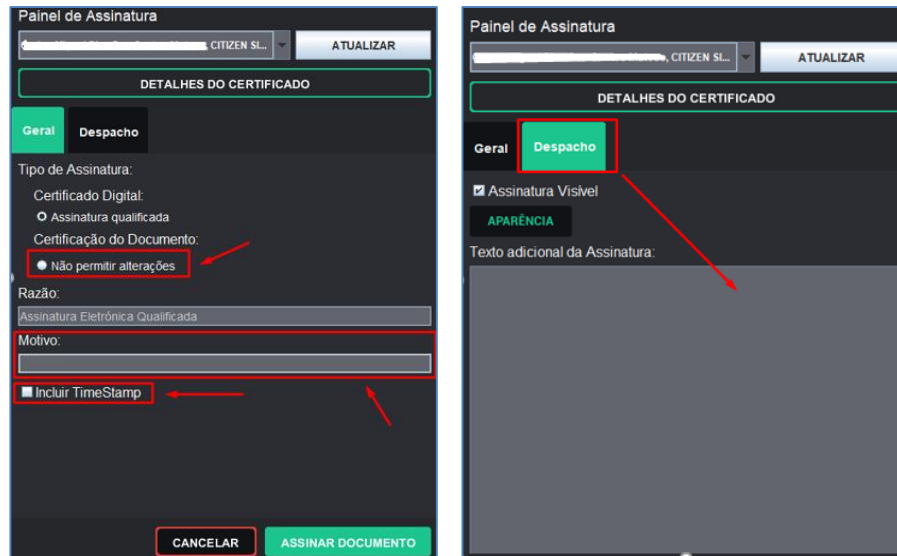 Painel de Assinatura
, CITIZEN SI...
ATUALIZAR
DETALHES DO CERTIFICADO
Geral
Despacho
Tipo de Assinatura:
Certificado Digital:
Assinatura qualificada
Certificação do Documento:
Não permitir alterações
Razão:
Assinatura Eletrónica Qualificada
Motivo:
Incluir TimeStamp
CANCELAR
ASSINAR DOCUMENTO
Painel de Assinatura
, CITIZEN SI...
ATUALIZAR
DETALHES DO CERTIFICADO
Geral
Despacho
Assinatura Visível
APARÊNCIA
Texto adicional da Assinatura: